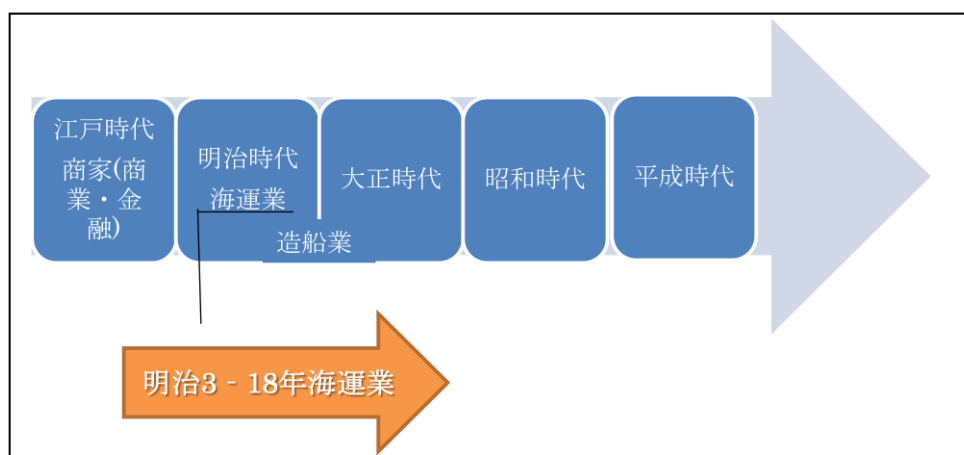 江戸時代
商家(商
業・金
融)
明治時代
海運業
大正時代
造船業
昭和時代
平成時代
明治3‐18年海運業